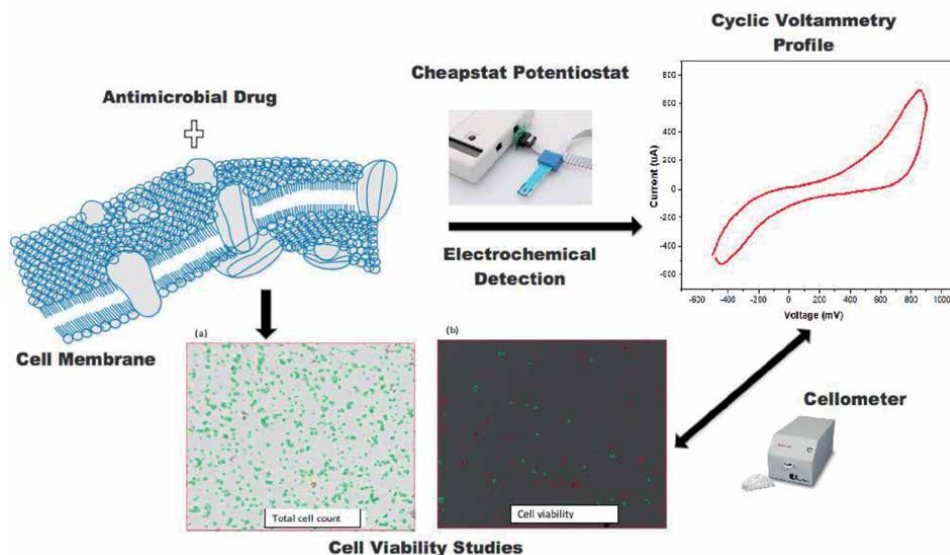 Cyclic Voltammetry
Profile
Cheapstat Potentiostat
Antimicrobial Drug
800
600
400
200
0
-200
-400
-600
Current (uA)
-600
-400
-200
0
200
400
600
800
1000
Voltage (mV)
Electrochemical
Detection
Cell Membrane
(a)
(b)
Total cell count
Cell viability
Cellometer
Cell Viability Studies